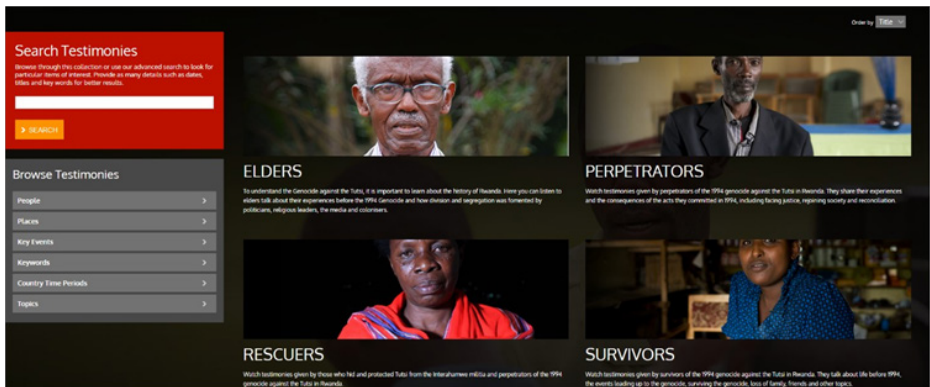 Order by Title
Search Testimonies
Browse through this collection or use our advanced search to look for
particular items of interest. Provide as many details such as dates,
titles and key words for better results.
> SEARCH
Browse Testimonies
People >
Places >
Key Events >
Keywords >
Country Time Periods >
Topics >
ELDERS
To understand the Genocide against the Tutsi, it is important to learn about the history of Rwanda. Here you can listen to
elders talk about their experiences before the 1994 Genocide and how division and segregation was fomented by
politicians, religious leaders, the media and colonisers.
PERPETRATORS
Watch testimonies given by perpetrators of the 1994 genocide against the Tutsi in Rwanda. They share their experiences
and the consequences of the acts they committed in 1994, including facing justice, rejoining society and reconciliation.
RESCUERS
Watch testimonies given by those who hid and protected Tutsi from the Interahamwe militia and perpetrators of the 1994
genocide against the Tutsi in Rwanda.
SURVIVORS
Watch testimonies given by survivors of the 1994 genocide against the Tutsi in Rwanda. They talk about life before 1994,
the events leading up to the genocide, surviving the genocide, loss of family, friends and other topics.